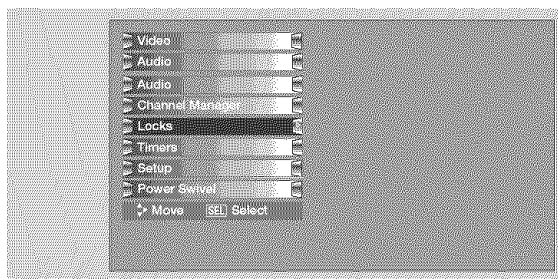 Video
Audio
Audio
Channel Manager
Locks
Timers
Setup
Power Swivel
Move SEL Select